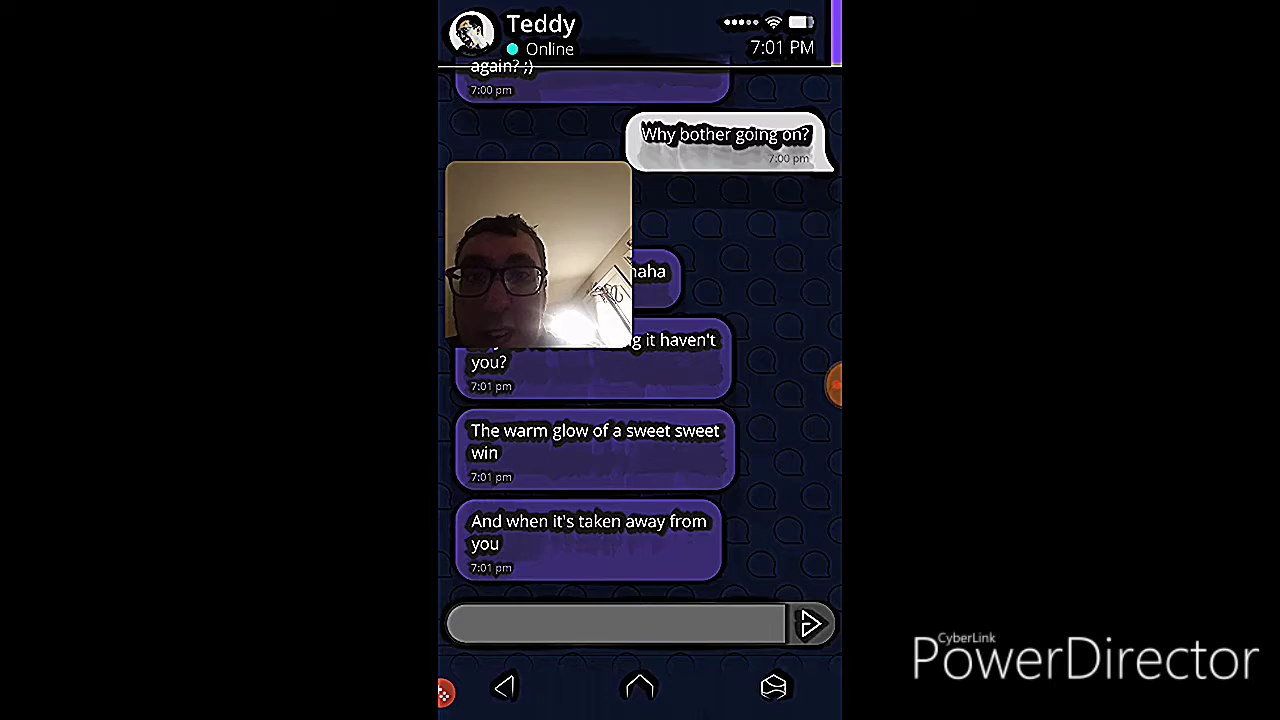 Teddy
Online
7:01 PM
again? ;)
7:00 pm
Why bother going on?
7:00 pm
haha
g it haven't
you?
7:01 pm
The warm glow of a sweet sweet
win
7:01 pm
And when it's taken away from
you
7:01 pm
CyberLink
PowerDirector